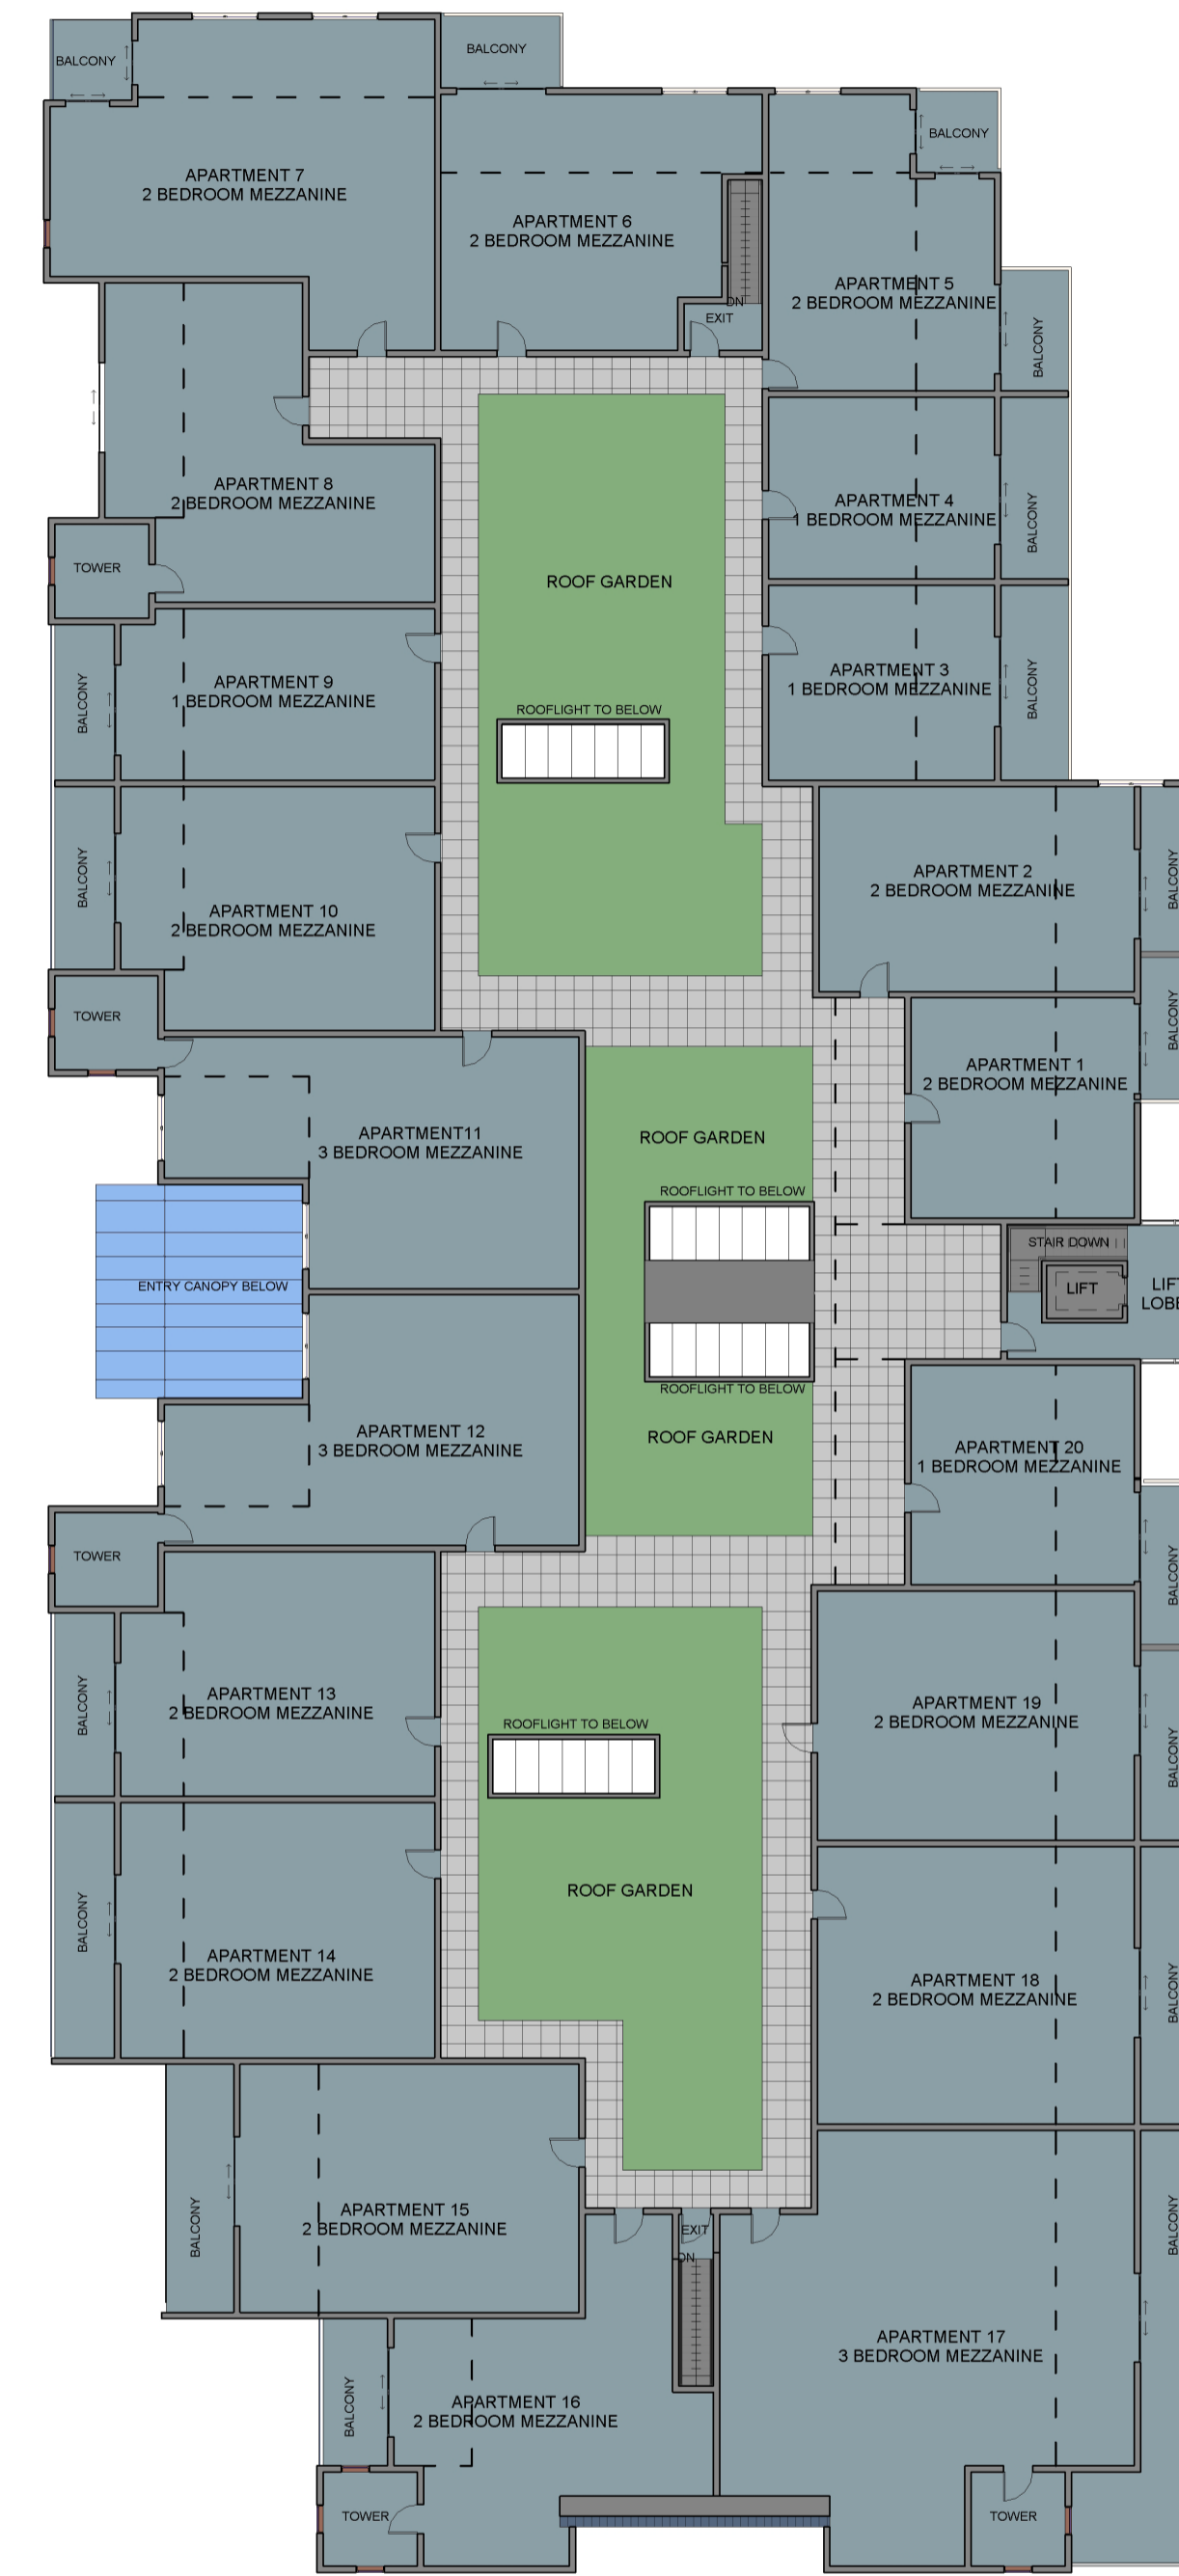 BALCONY
BALCONY
BALCONY
APARTMENT 7
2 BEDROOM MEZZANINE
APARTMENT 6
2 BEDROOM MEZZANINE
APARTMENT 5
2 BEDROOM MEZZANINE
DN
EXIT
BALCONY
APARTMENT 8
2 BEDROOM MEZZANINE
APARTMENT 4
1 BEDROOM MEZZANINE
BALCONY
TOWER
ROOF GARDEN
APARTMENT 9
1 BEDROOM MEZZANINE
BALCONY
APARTMENT 3
1 BEDROOM MEZZANINE
BALCONY
ROOFLIGHT TO BELOW
BALCONY
APARTMENT 10
2 BEDROOM MEZZANINE
APARTMENT 2
2 BEDROOM MEZZANINE
BALCONY
TOWER
BALCONY
APARTMENT 1
2 BEDROOM MEZZANINE
APARTMENT11
3 BEDROOM MEZZANINE
ROOF GARDEN
ROOFLIGHT TO BELOW
STAIR DOWN
LIFT
ENTRY CANOPY BELOW
ROOFLIGHT TO BELOW
ROOF GARDEN
APARTMENT 12
3 BEDROOM MEZZANINE
APARTMENT 20
1 BEDROOM MEZZANINE
TOWER
BALCONY
APARTMENT 13
2 BEDROOM MEZZANINE
BALCONY
ROOFLIGHT TO BELOW
APARTMENT 19
2 BEDROOM MEZZANINE
BALCONY
ROOF GARDEN
BALCONY
APARTMENT 14
2 BEDROOM MEZZANINE
APARTMENT 18
2 BEDROOM MEZZANINE
BALCONY
BALCONY
APARTMENT 15
2 BEDROOM MEZZANINE
EXIT
DN
BALCONY
APARTMENT 17
3 BEDROOM MEZZANINE
BALCONY
APARTMENT 16
2 BEDROOM MEZZANINE
TOWER
TOWER